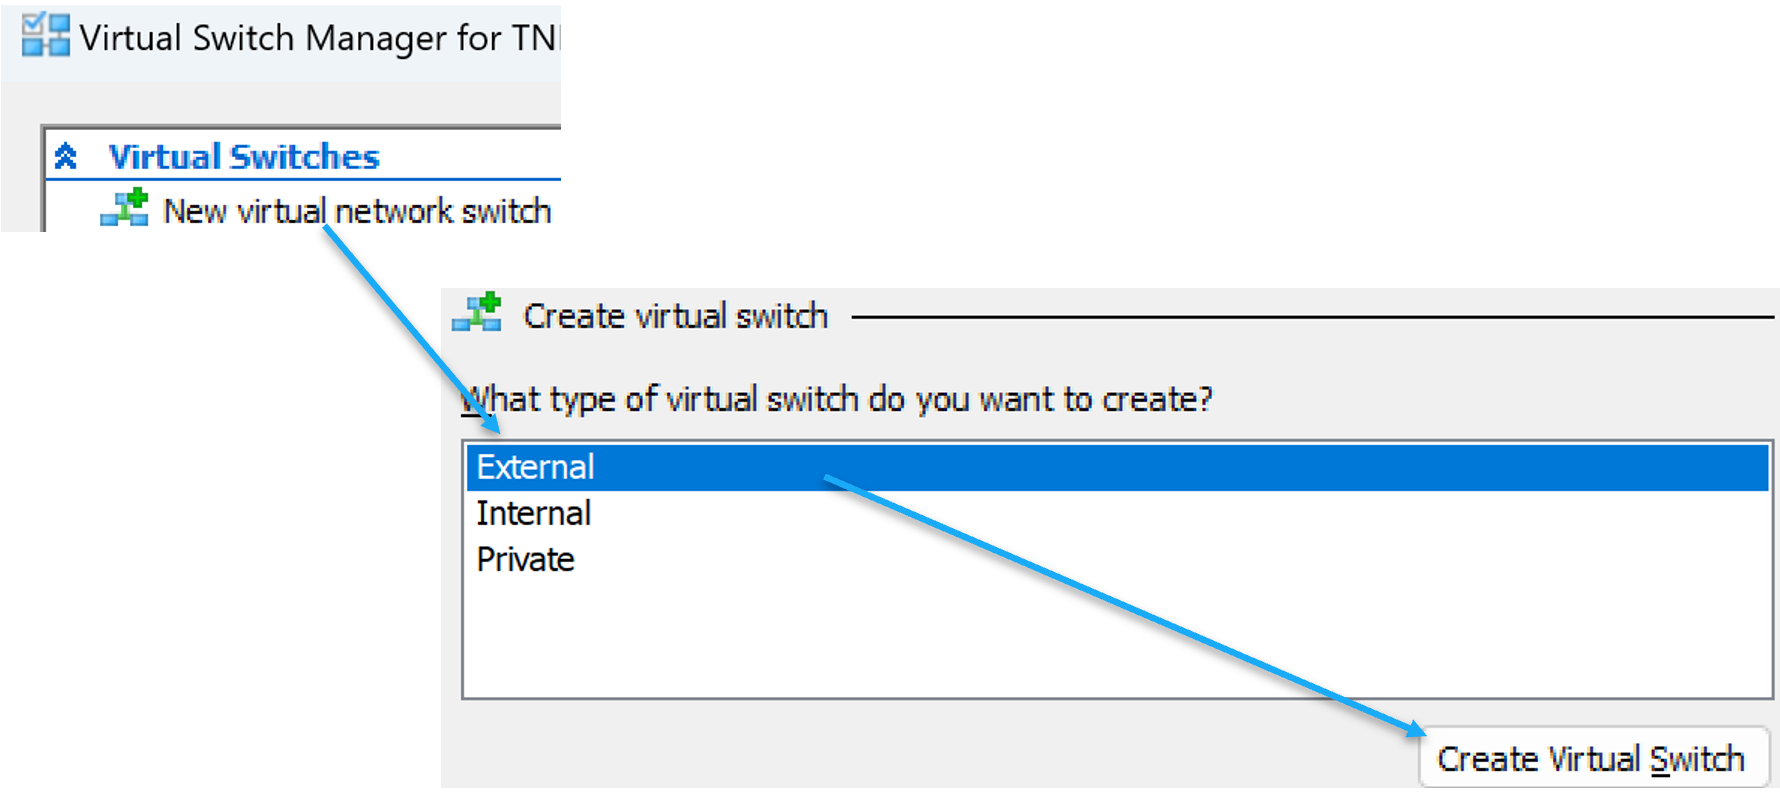 Virtual Switch Manager for TN
Virtual Switches
New virtual network switch
Create virtual switch
What type of virtual switch do you want to create?
External
Internal
Private
Create Virtual Switch